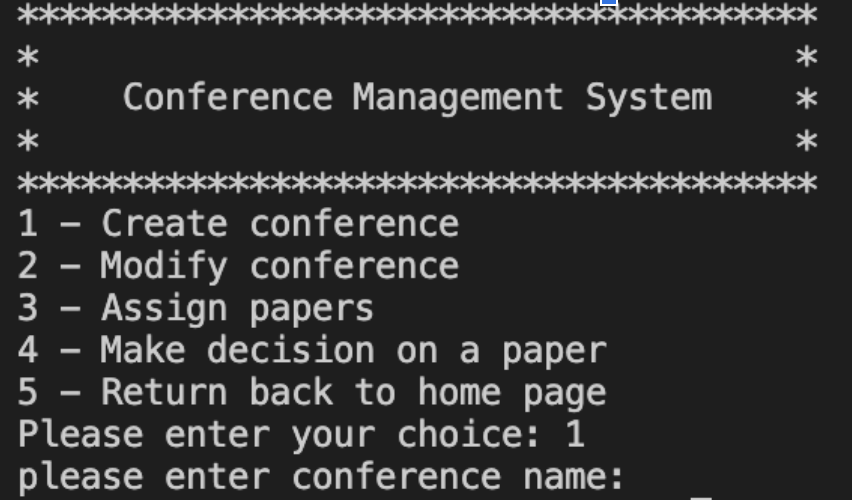 **************************************
*                                    *
*    Conference Management System    *
*                                    *
**************************************
1 – Create conference
2 – Modify conference
3 – Assign papers
4 – Make decision on a paper
5 – Return back to home page
Please enter your choice: 1
please enter conference name: